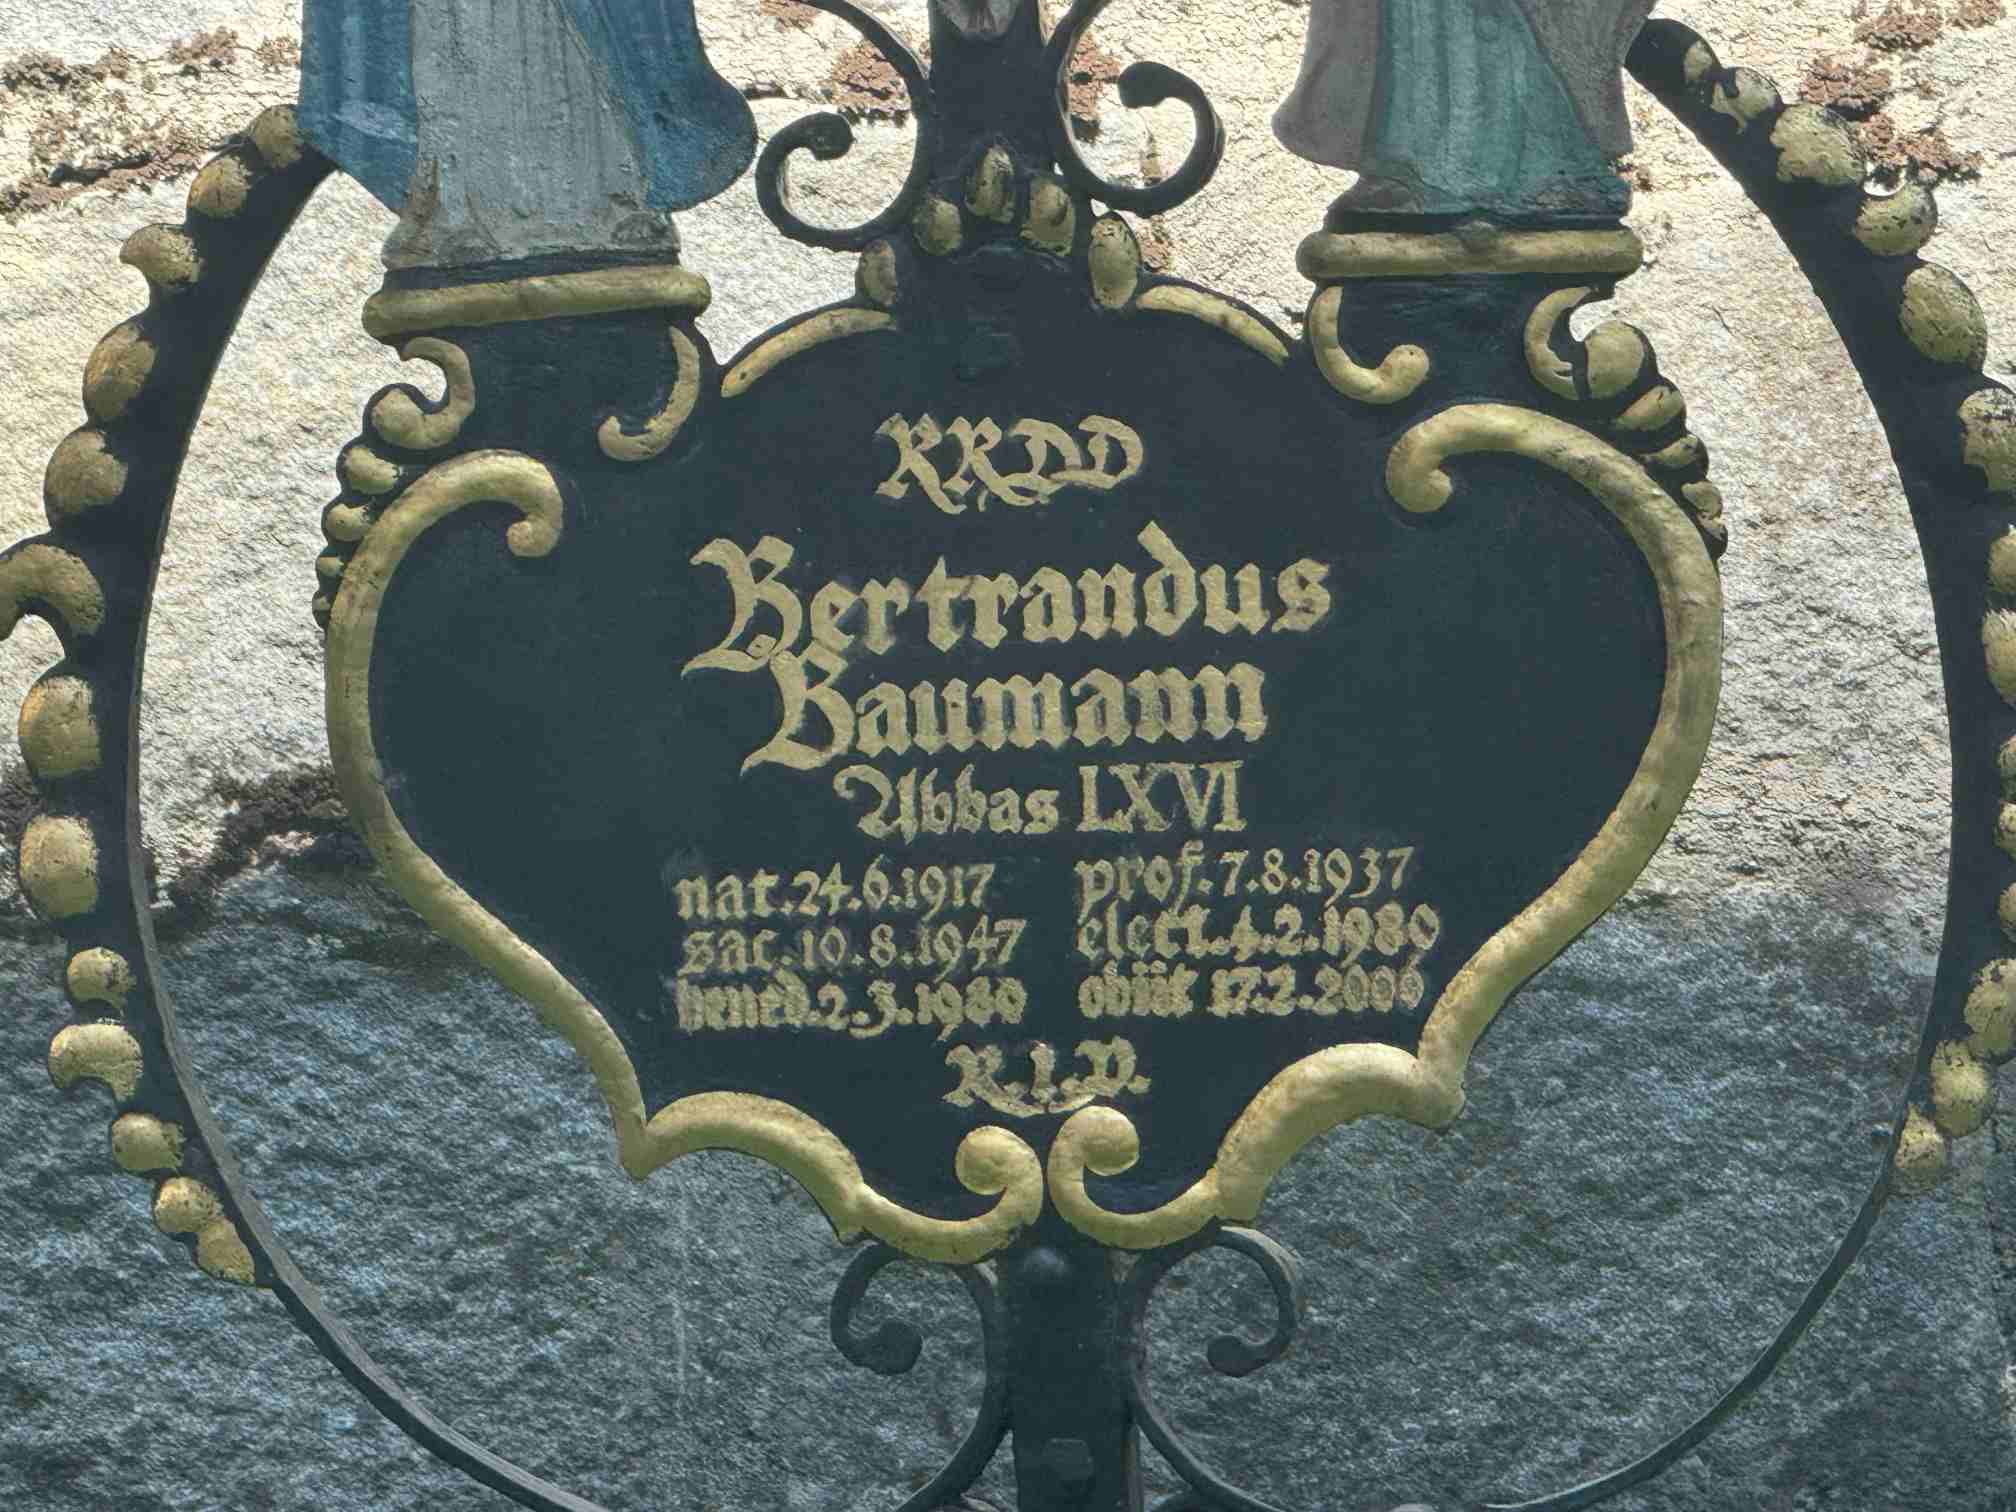 RRDD
Bertrandus
Baumann
Abbas LXVI
nat. 24.6.1917 prof. 7.8.1937
sac. 10.8.1947 elect. 4.2.1980
bened. 2.3.1980 obiit 17.2.2006
R.I.P.